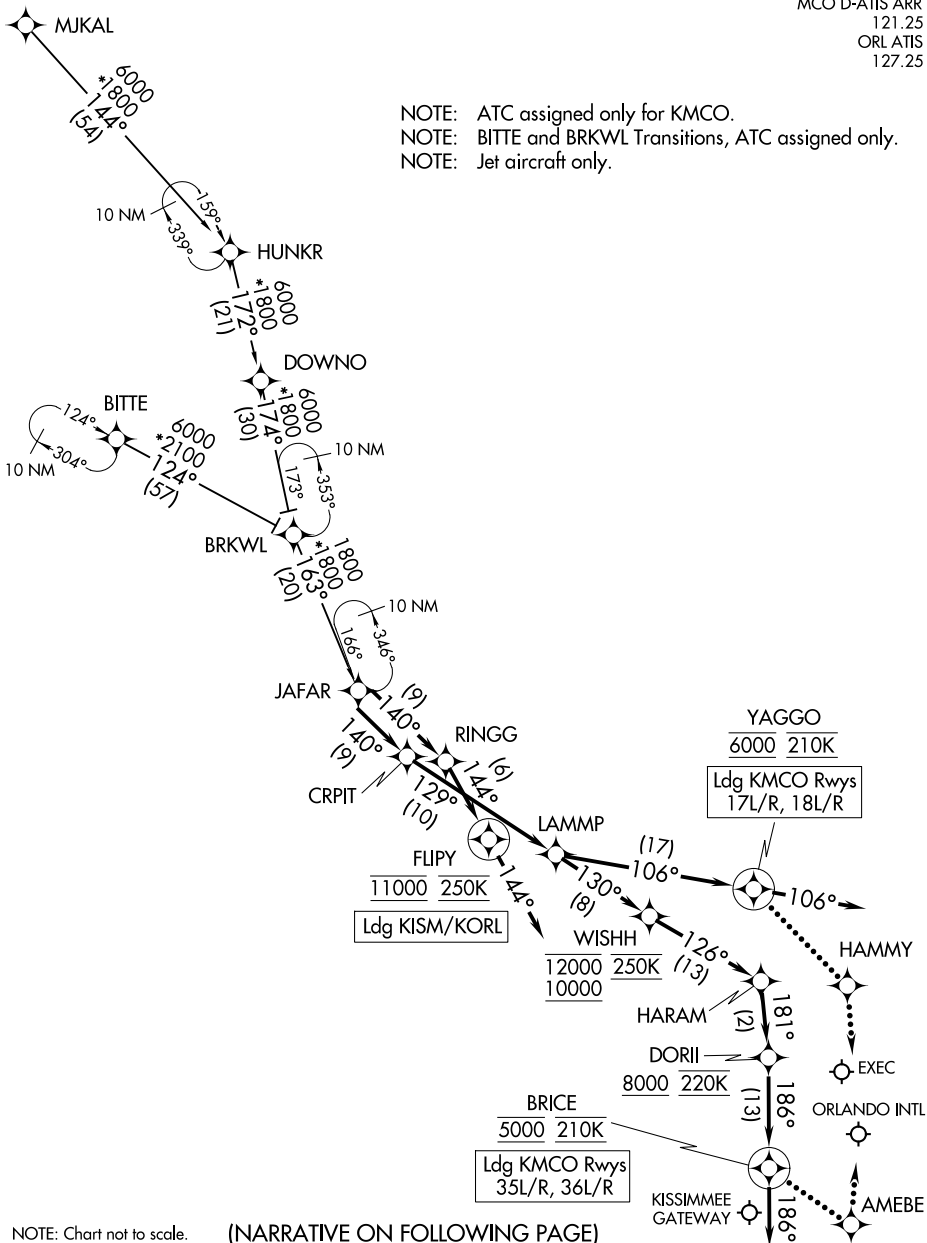 MCO D-ATIS ARR
121.25
ORL ATIS
127.25
MJKAL
6000
*1800
144°
(54)
NOTE: ATC assigned only for KMCO.
NOTE: BITTE and BRKWL Transitions, ATC assigned only.
NOTE: Jet aircraft only.
10 NM
159°
339°
HUNKR
6000
*1800
172°
(21)
DOWNO
6000
*1800
174°
(30)
BITTE
124°
304°
10 NM
6000
*2100
124°
(57)
10 NM
173°
353°
BRKWL
1800
*1800
163°
(20)
10 NM
166°
346°
JAFAR
(9)
140°
140°
(9)
RINGG
(6)
144°
CRPIT
129°
(10)
YAGGO
6000 210K
Ldg KMCO Rwys
17L/R, 18L/R
LAMMP
(17)
106°
106°
FLIPY
11000 250K
Ldg KISM/KORL
144°
130°
(8)
WISHH
12000 250K
10000
126°
(13)
HAMMY
HARAM
181°
(2)
DORII
8000 220K
EXEC
186°
(13)
BRICE
5000 210K
Ldg KMCO Rwys
35L/R, 36L/R
ORLANDO INTL
KISSIMMEE
GATEWAY
186°
AMEBE
NOTE: Chart not to scale.
(NARRATIVE ON FOLLOWING PAGE)